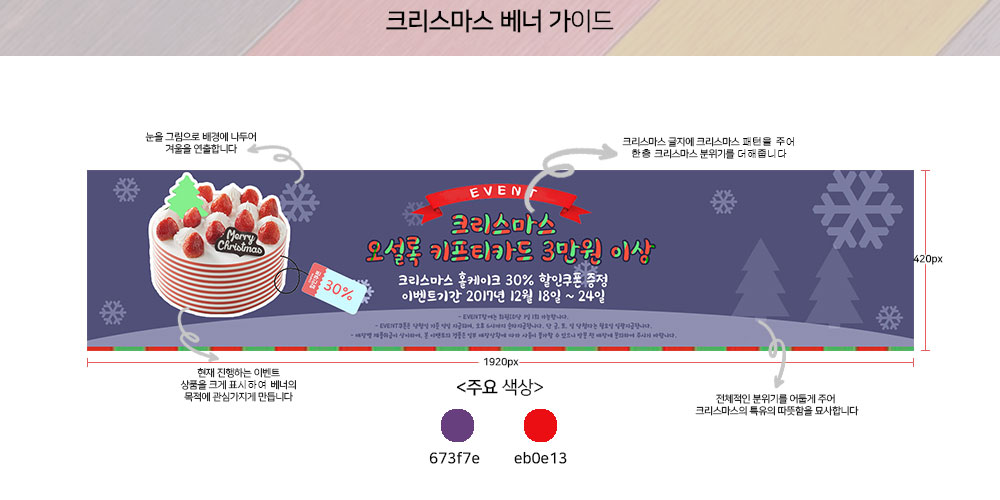 크리스마스 베너 가이드
눈을 그림으로 배경에 나두어
겨울을 연출합니다
크리스마스 글자에 크리스마스 패턴을 주어
한층 크리스마스 분위기를 더해줍니다
EVENT
크리스마스
오설록 키프티카드 3만원 이상
Merry
Christmas
30%
크리스마스 홀케이크 30% 할인쿠폰 증정
이벤트기간 2017년 12월 18일 ~ 24일
420px
1920px
현재 진행하는 이벤트
상품을 크게 표시하여 베너의
목적에 관심가지게 만듭니다
<주요 색상>
전체적인 분위기를 어둡게 주어
크리스마스의 특유의 따뜻함을 묘사합니다
673f7e
eb0e13